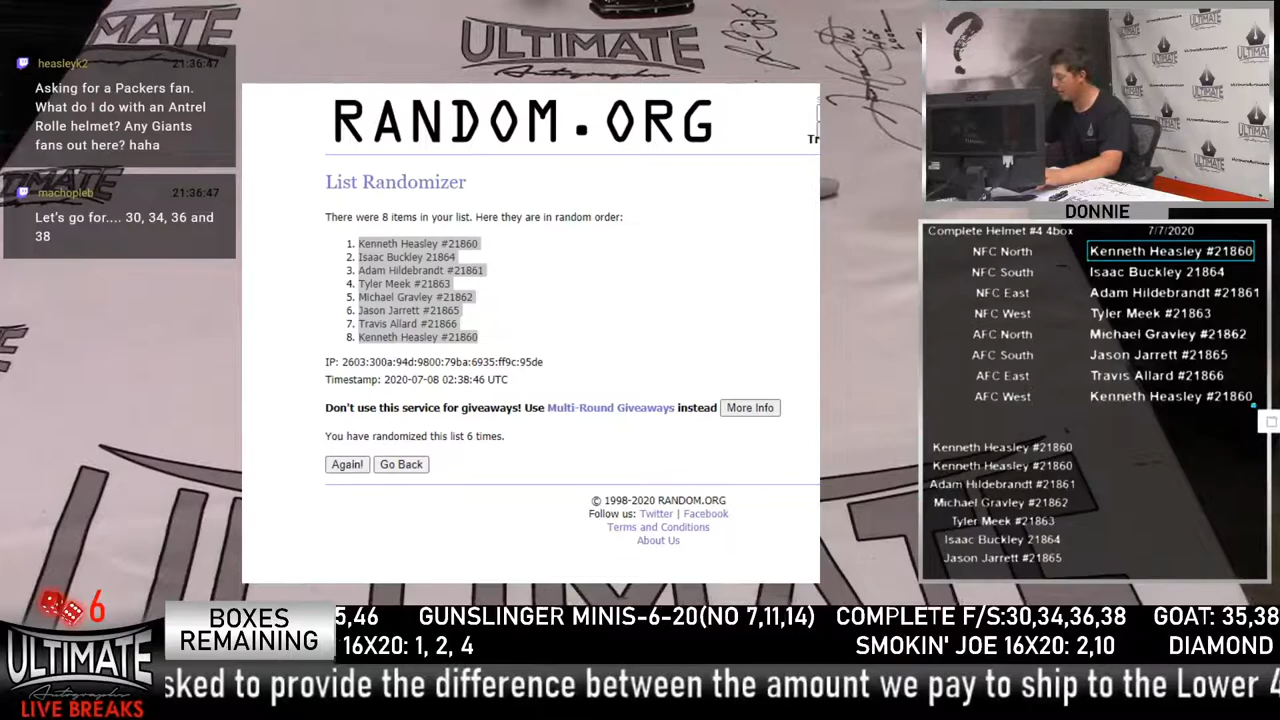 heasleyk2
21:36:47
Asking for a Packers fan.
What do I do with an Antrel
Rolle helmet? Any Giants
fans out here? haha
machopleb
21:36:47
Let's go for.... 30, 34, 36 and
38
ULTIMATE
RANDOM.ORG
Tr
List Randomizer
There were 8 items in your list. Here they are in random order:
1. Kenneth Heasley #21860
2. Isaac Buckley 21864
3. Adam Hildebrandt #21861
4. Tyler Meek #21863
5. Michael Gravley #21862
6. Jason Jarrett #21865
7. Travis Allard #21866
8. Kenneth Heasley #21860
IP: 2603:300a:94d:9800:79ba:6935:ff9c:95de
Timestamp: 2020-07-08 02:38:46 UTC
Don't use this service for giveaways! Use Multi-Round Giveaways instead More Info
You have randomized this list 6 times.
Again! Go Back
© 1998-2020 RANDOM.ORG
Follow us: Twitter | Facebook
Terms and Conditions
About Us
DONNIE
Complete Helmet #4 4box 7/7/2020
NFC North Kenneth Heasley #21860
NFC South Isaac Buckley 21864
NFC East Adam Hildebrandt #21861
NFC West Tyler Meek #21863
AFC North Michael Gravley #21862
AFC South Jason Jarrett #21865
AFC East Travis Allard #21866
AFC West Kenneth Heasley #21860
Kenneth Heasley #21860
Kenneth Heasley #21860
Adam Hildebrandt #21861
Michael Gravley #21862
Tyler Meek #21863
Isaac Buckley 21864
Jason Jarrett #21865
6
BOXES
REMAINING
5,46 GUNSLINGER MINIS-6-20(NO 7,11,14) COMPLETE F/S:30,34,36,38 GOAT: 35,38
16X20: 1, 2, 4 SMOKIN' JOE 16X20: 2,10 DIAMOND
ULTIMATE
Autographs
LIVE BREAKS
sked to provide the difference between the amount we pay to ship to the Lower 4